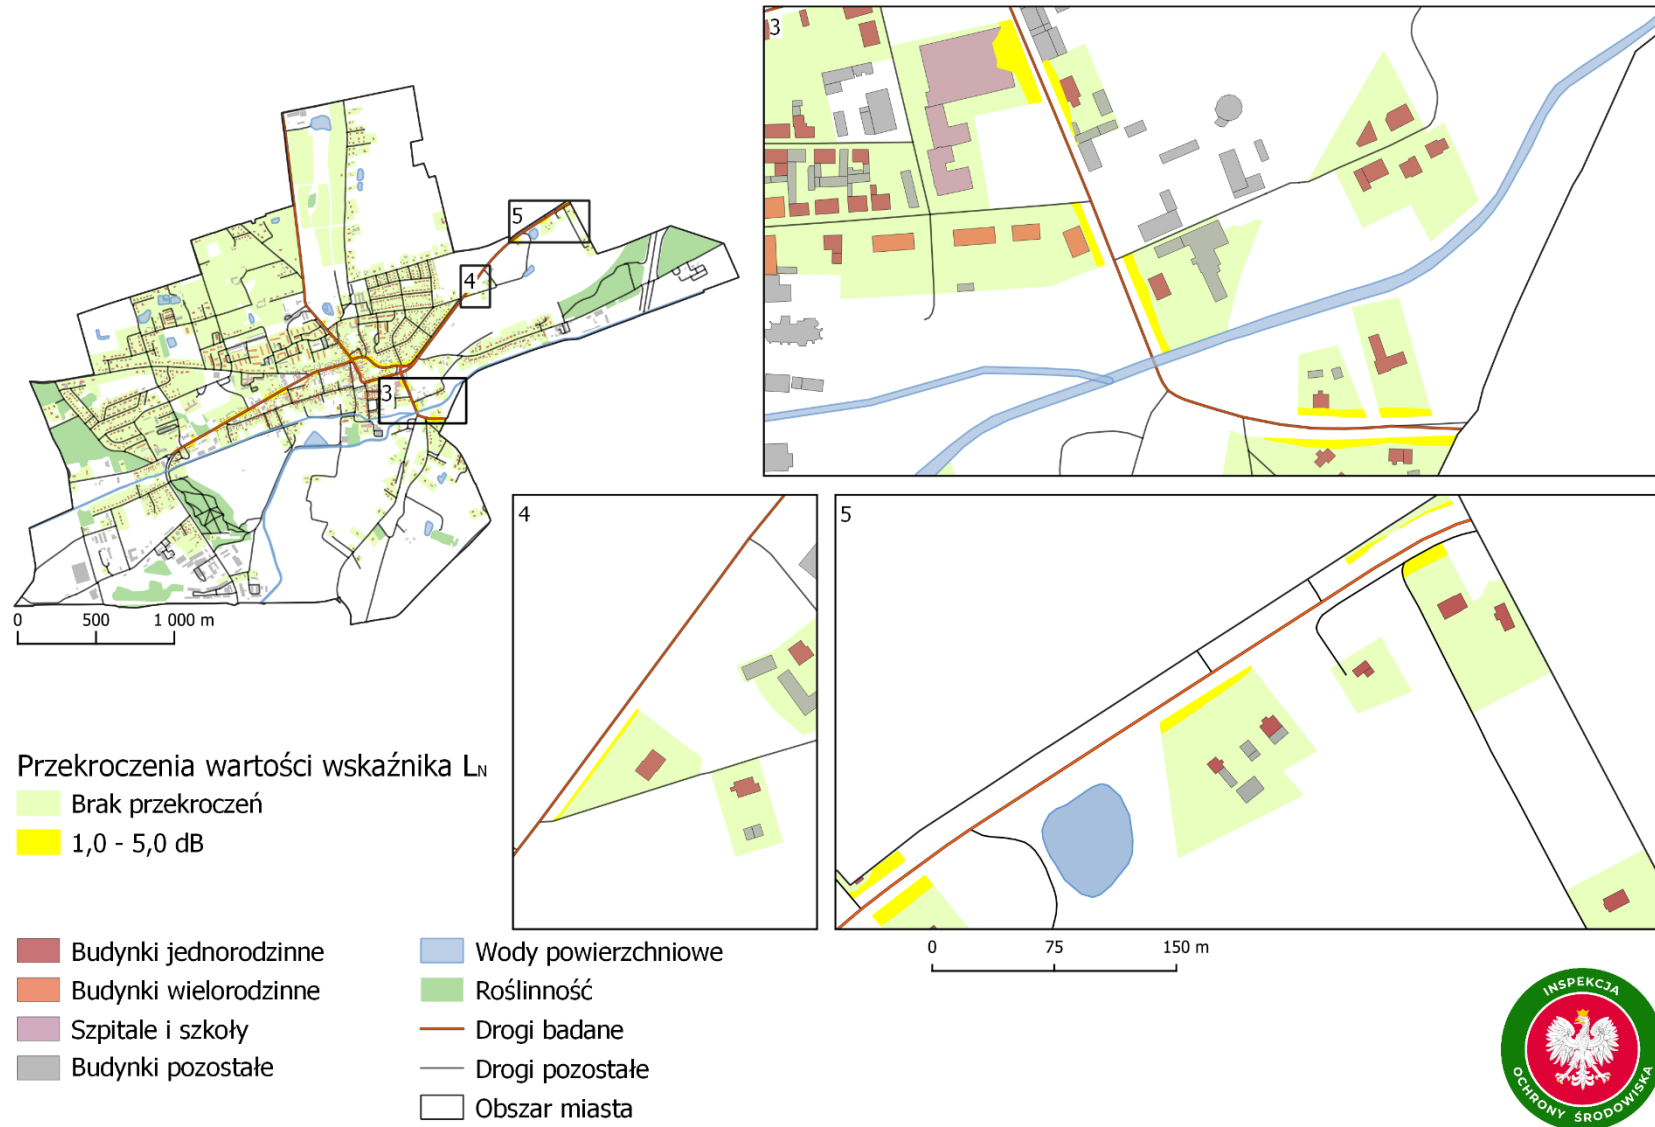 3
5
4
3
0 500 1 000 m
4
5
Przekroczenia wartości wskaźnika LN
Brak przekroczeń
1,0 - 5,0 dB
0 75 150 m
Budynki jednorodzinne
Budynki wielorodzinne
Szpitale i szkoły
Budynki pozostałe
Wody powierzchniowe
Roślinność
Drogi badane
Drogi pozostałe
Obszar miasta
INSPEKCJA
OCHRONY ŚRODOWISKA